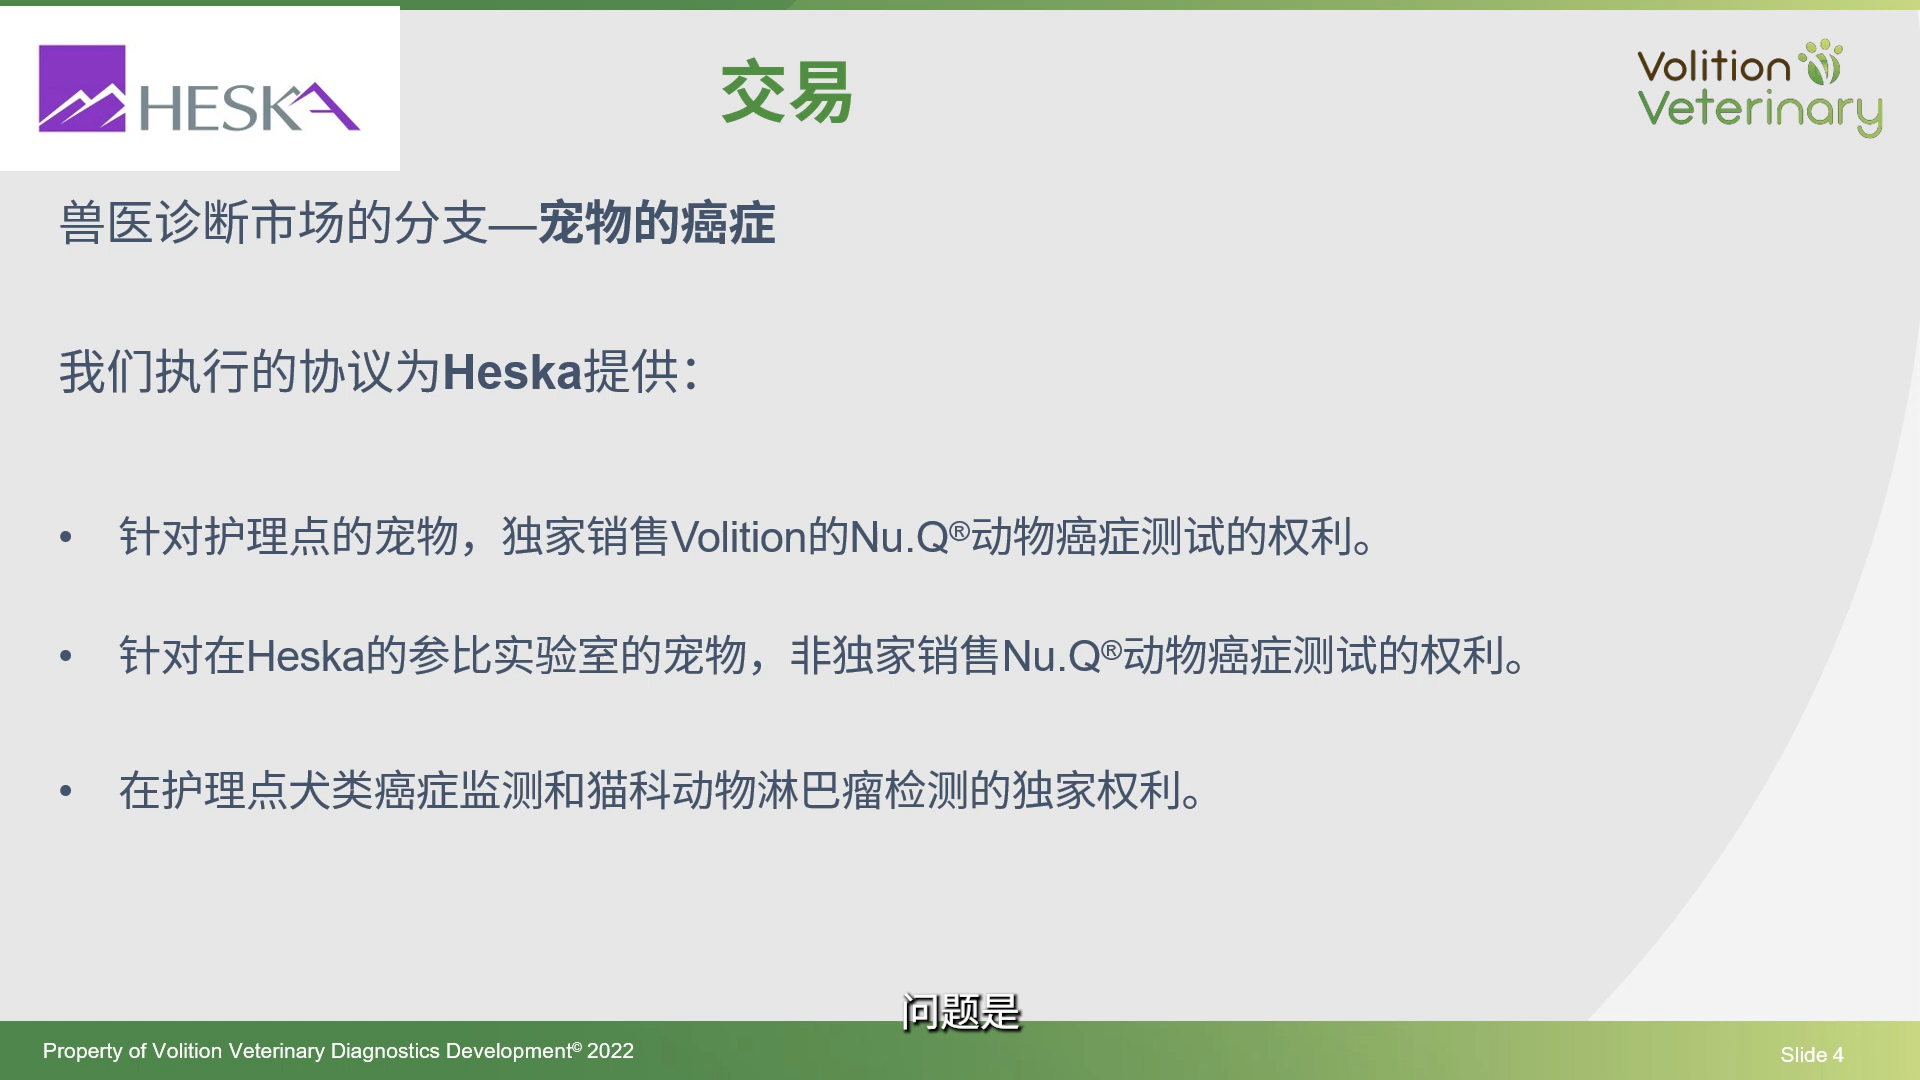 HESKA
交易
Volition
Veterinary
兽医诊断市场的分支—宠物的癌症
我们执行的协议为Heska提供：
• 针对护理点的宠物，独家销售Volition的Nu.Q®动物癌症测试的权利。
• 针对在Heska的参比实验室的宠物，非独家销售Nu.Q®动物癌症测试的权利。
• 在护理点犬类癌症监测和猫科动物淋巴瘤检测的独家权利。
问题是
Property of Volition Veterinary Diagnostics Development© 2022
Slide 4